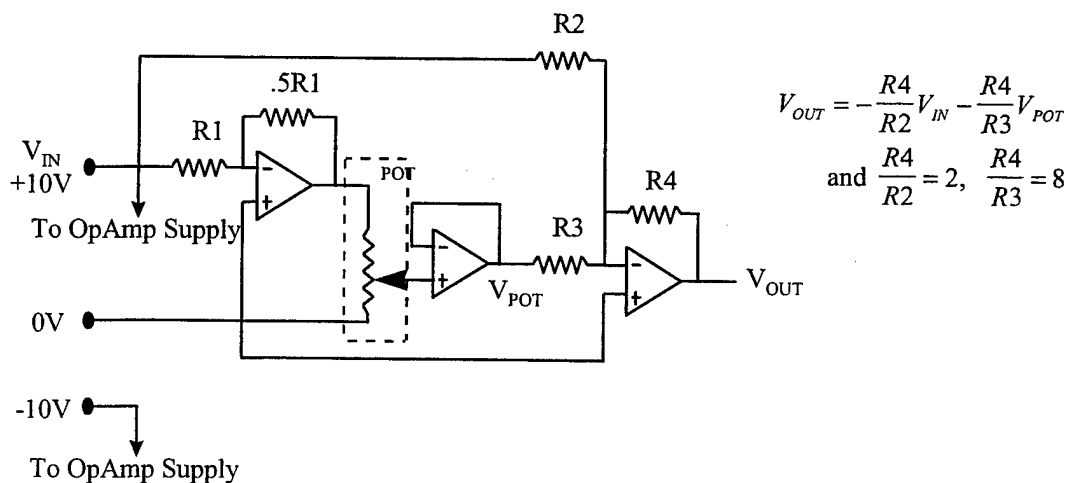 R2
.5R1
R1
V_IN
+10V
POT
To OpAmp Supply
R4
R3
V_POT
V_OUT
0V
-10V
To OpAmp Supply
-
+
-
+
-
+
V_OUT = - R4/R2 V_IN - R4/R3 V_POT
and R4/R2 = 2, R4/R3 = 8